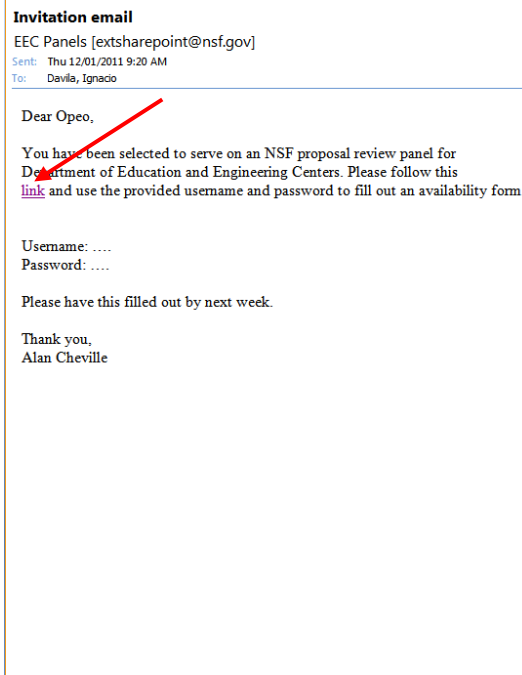 Invitation email
EEC Panels [extsharepoint@nsf.gov]
Sent: Thu 12/01/2011 9:20 AM
To: Davila, Ignacio
Dear Opeo,
You have been selected to serve on an NSF proposal review panel for
Department of Education and Engineering Centers. Please follow this
link and use the provided username and password to fill out an availability form
Username: ....
Password: ....
Please have this filled out by next week.
Thank you,
Alan Cheville